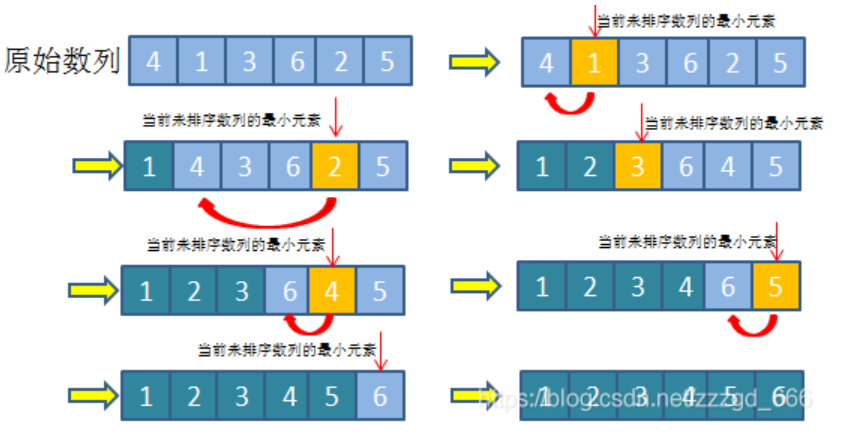 原始数列 4 1 3 6 2 5
当前未排序数列的最小元素
4 1 3 6 2 5
当前未排序数列的最小元素
1 4 3 6 2 5
当前未排序数列的最小元素
1 2 3 6 4 5
当前未排序数列的最小元素
1 2 3 6 4 5
当前未排序数列的最小元素
1 2 3 4 6 5
当前未排序数列的最小元素
1 2 3 4 5 6
1 2 3 4 5 6
https://blog.csdn.net/zzzgd_666